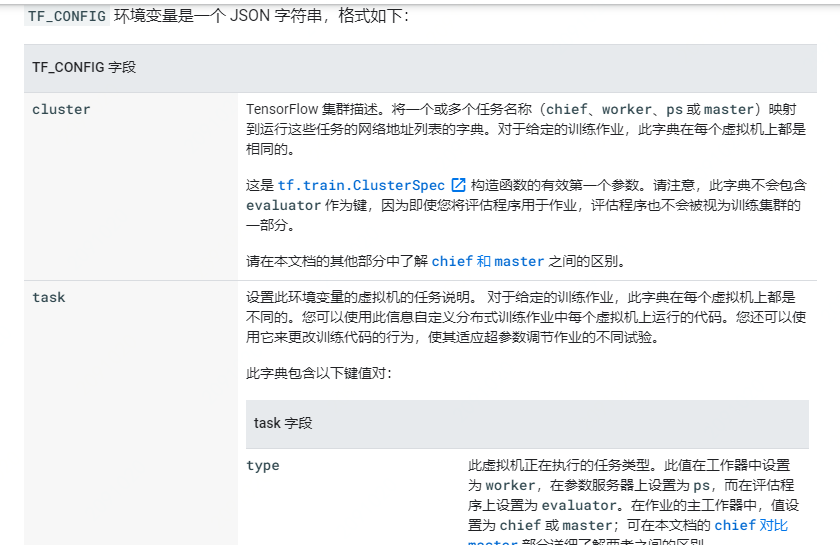 TF_CONFIG 环境变量是一个 JSON 字符串，格式如下：
TF_CONFIG 字段
cluster
TensorFlow 集群描述。将一个或多个任务名称（chief、worker、ps 或 master）映射
到运行这些任务的网络地址列表的字典。对于给定的训练作业，此字典在每个虚拟机上都是
相同的。
这是 tf.train.ClusterSpec 构造函数的有效第一个参数。请注意，此字典不会包含
evaluator 作为键，因为即使您将评估程序用于作业，评估程序也不会被视为训练集群的
一部分。
请在本文档的其他部分中了解 chief 和 master 之间的区别。
task
设置此环境变量的虚拟机的任务说明。 对于给定的训练作业，此字典在每个虚拟机上都是
不同的。您可以使用此信息自定义分布式训练作业中每个虚拟机上运行的代码。您还可以使
用它来更改训练代码的行为，使其适应超参数调节作业的不同试验。
此字典包含以下键值对：
task 字段
type
此虚拟机正在执行的任务类型。此值在工作器中设置
为 worker，在参数服务器上设置为 ps，而在评估程
序上设置为 evaluator。在作业的主工作器中，值设
置为 chief 或 master；可在本文档的 chief 对比
master 部分详细了解两者之间的区别